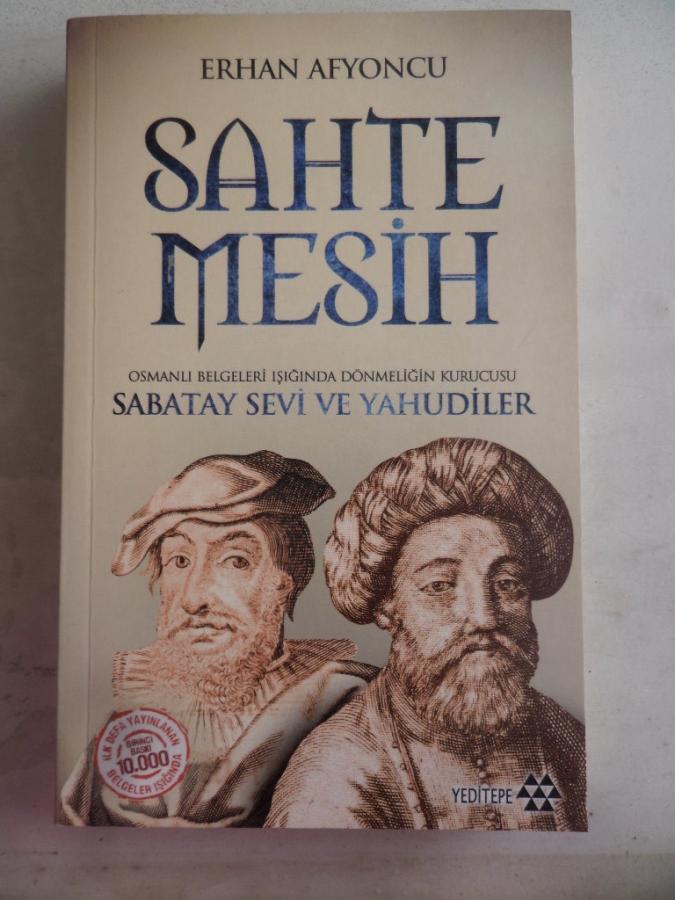 ERHAN AFYONCU
SAHTE
MESİH
OSMANLI BELGELERİ IŞIĞINDA DÖNMELİĞİN KURUCUSU
SABATAY SEVİ VE YAHUDİLER
İLK DEFA YAYINLANAN
BİRİNCİ
BASKI
10.000
BELGELER IŞIĞINDA
YEDİTEPE